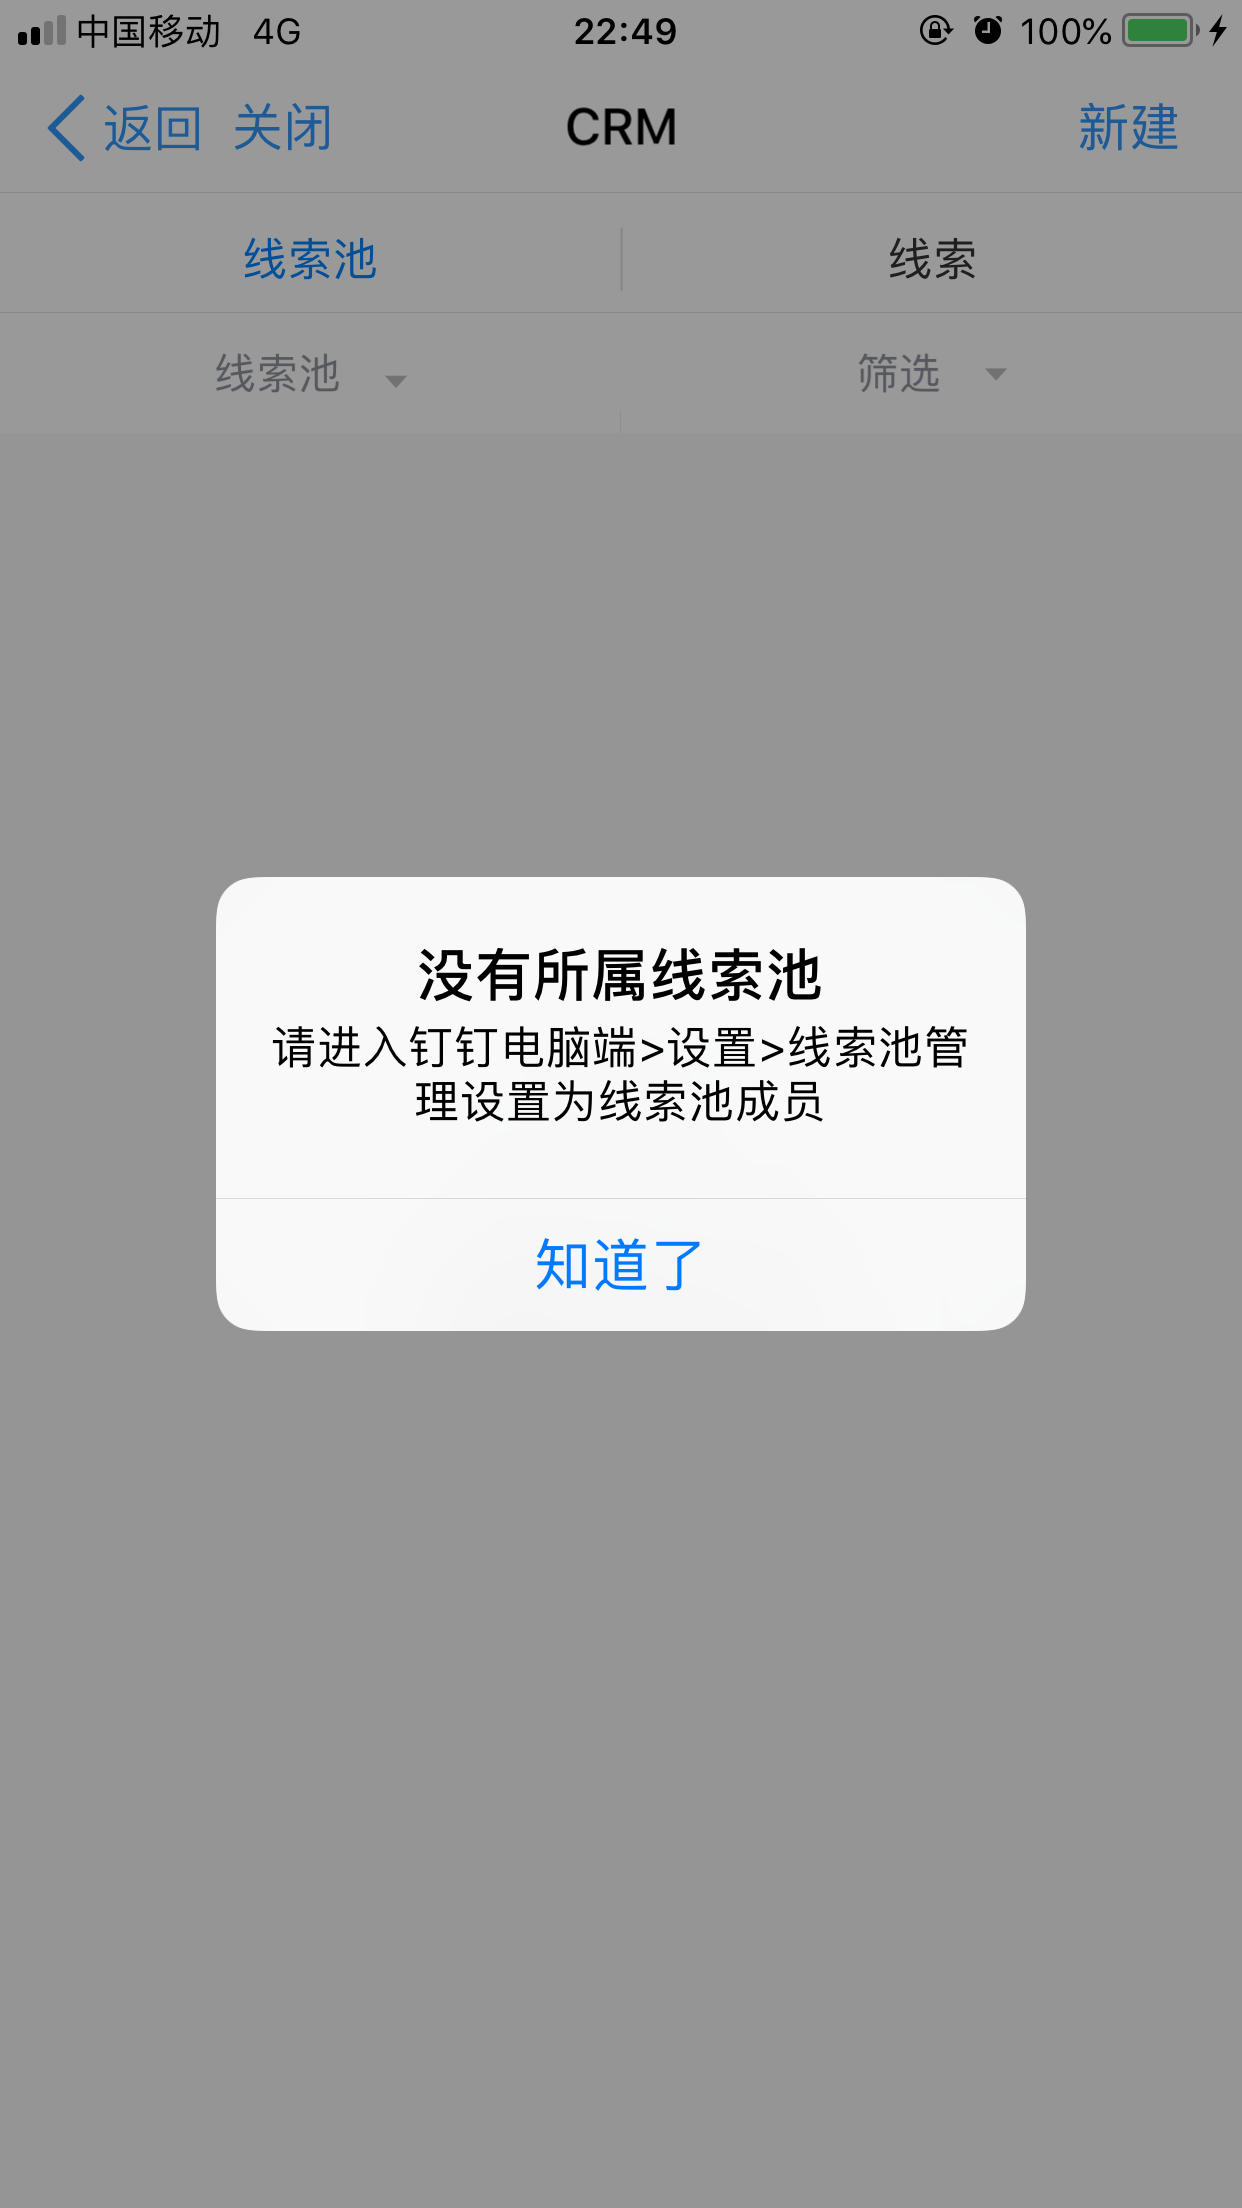 中国移动 4G 22:49 100%
返回 关闭 CRM 新建
线索池 线索
线索池 筛选
没有所属线索池
请进入钉钉电脑端>设置>线索池管
理设置为线索池成员
知道了